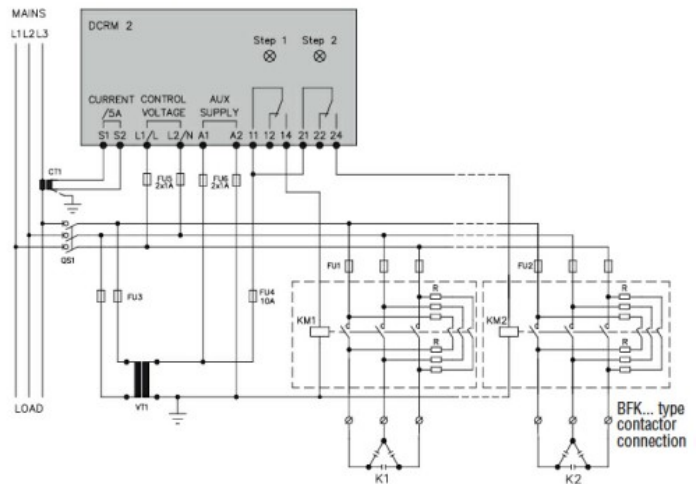 MAINS
L1 L2 L3
DCRM 2
Step 1
Step 2
CURRENT
/5A
CONTROL
VOLTAGE
AUX
SUPPLY
S1 S2 L1/L L2/N A1 A2 11 12 14 21 22 24
CT1
FU5
2x1A
FU6
2x1A
QS1
FU3
FU4
10A
FU1
FU2
R
R
KM1
R
R
KM2
VT1
LOAD
BFK... type
contactor
connection
K1
K2